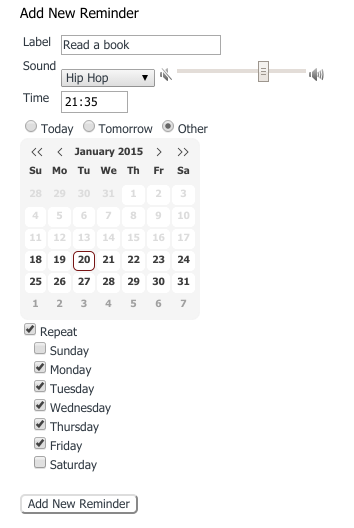 Add New Reminder
Label Read a book
Sound Hip Hop
Time 21:35
Today Tomorrow Other
<< < January 2015 > >>
Su Mo Tu We Th Fr Sa
28 29 30 31 1 2 3
4 5 6 7 8 9 10
11 12 13 14 15 16 17
18 19 20 21 22 23 24
25 26 27 28 29 30 31
1 2 3 4 5 6 7
Repeat
Sunday
Monday
Tuesday
Wednesday
Thursday
Friday
Saturday
Add New Reminder